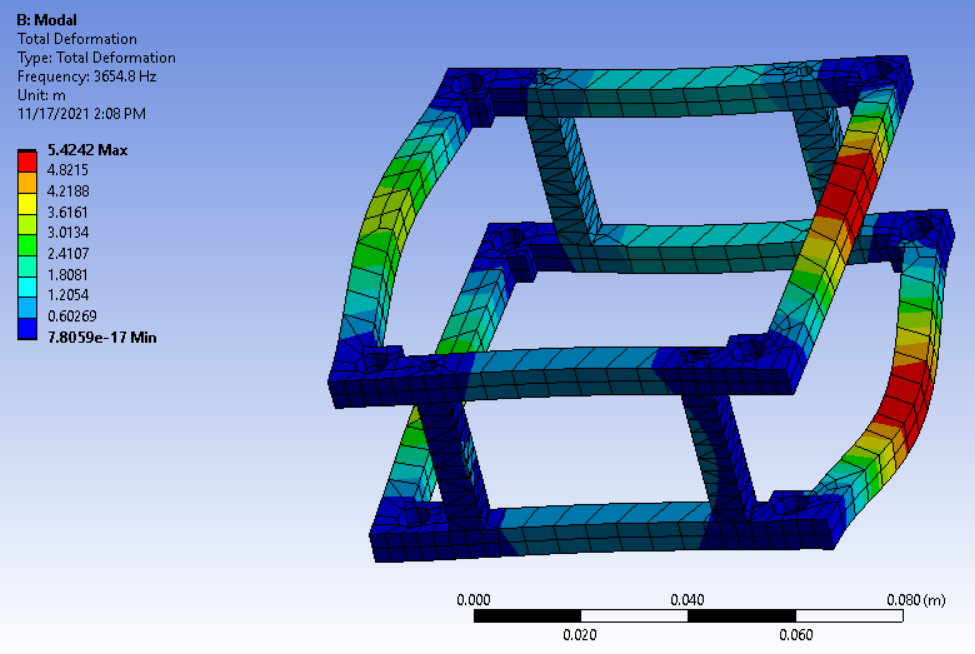 B: Modal
Total Deformation
Type: Total Deformation
Frequency: 3654.8 Hz
Unit: m
11/17/2021 2:08 PM
5.4242 Max
4.8215
4.2188
3.6161
3.0134
2.4107
1.8081
1.2054
0.60269
7.8059e-17 Min
0.000 0.040 0.080 (m)
0.020 0.060